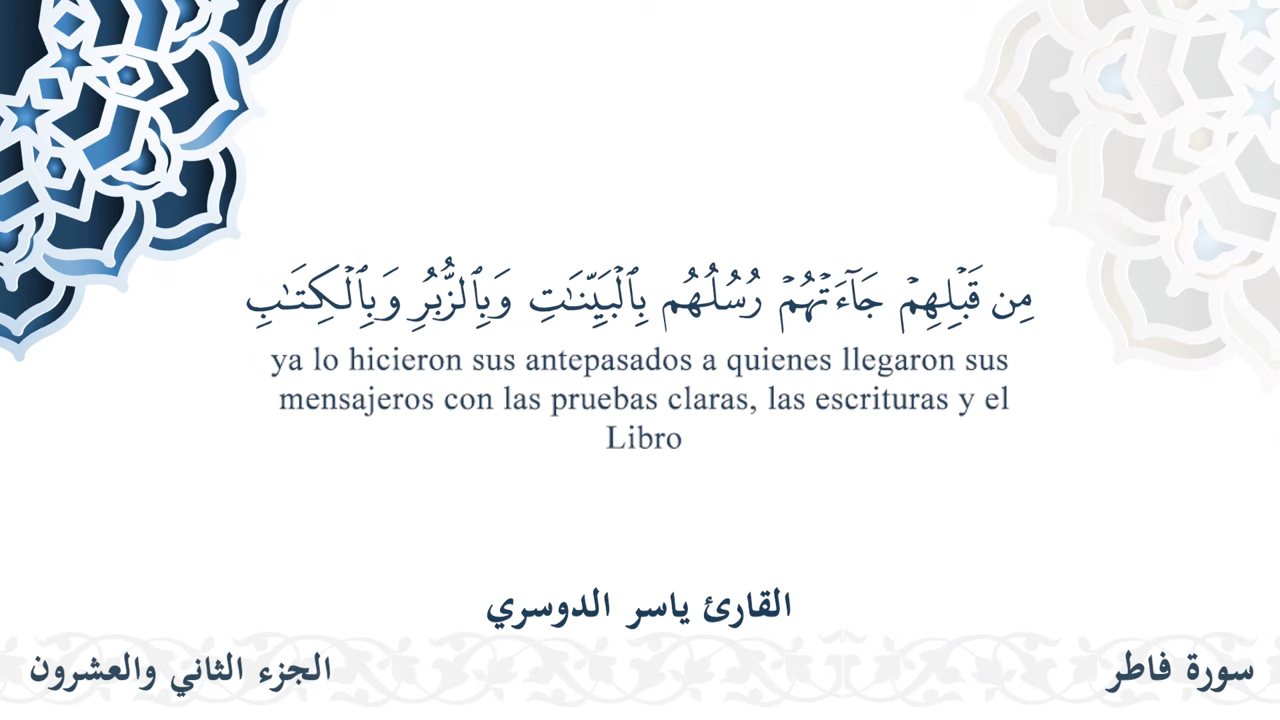 مِن قَبۡلِهِمۡ جَآءَتۡهُمۡ رُسُلُهُم بِٱلۡبَيِّنَٰتِ وَبِٱلزُّبُرِ وَبِٱلۡكِتَٰبِ
ya lo hicieron sus antepasados a quienes llegaron sus
mensajeros con las pruebas claras, las escrituras y el
Libro
القارئ ياسر الدوسري
سورة فاطر
الجزء الثاني والعشرون